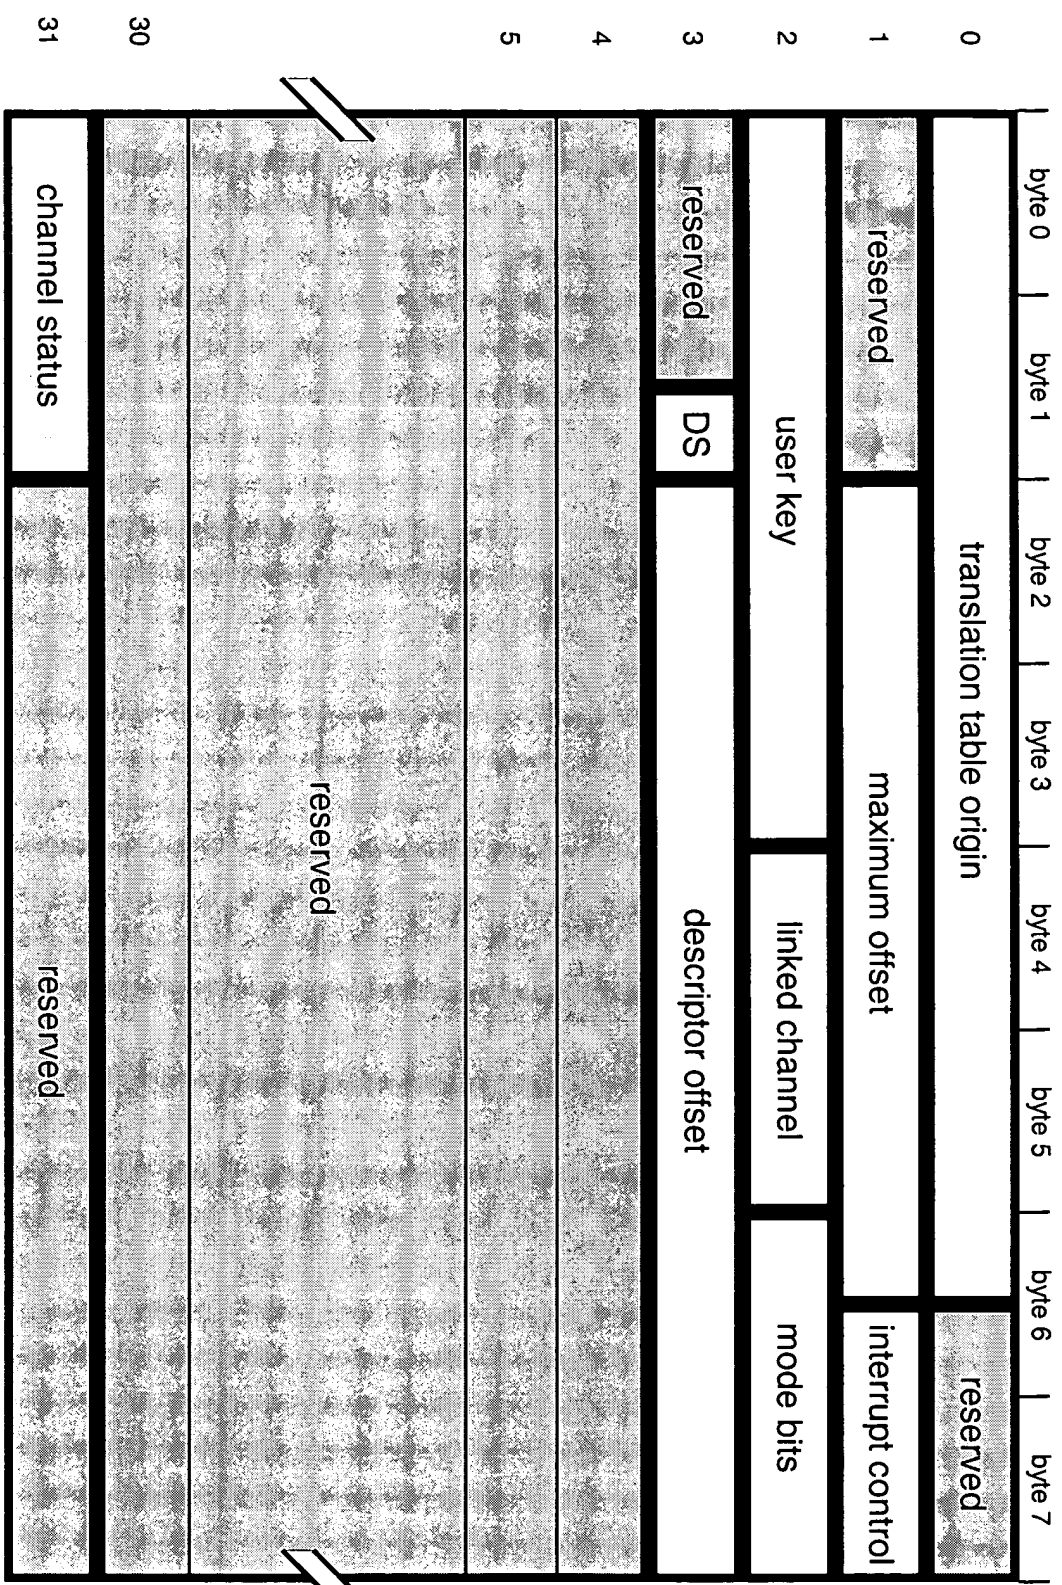 byte 0 byte 1 byte 2 byte 3 byte 4 byte 5 byte 6 byte 7
0 translation table origin reserved
1 reserved maximum offset interrupt control
2 user key linked channel mode bits
3 reserved DS descriptor offset
4
5
reserved
30
31 channel status reserved